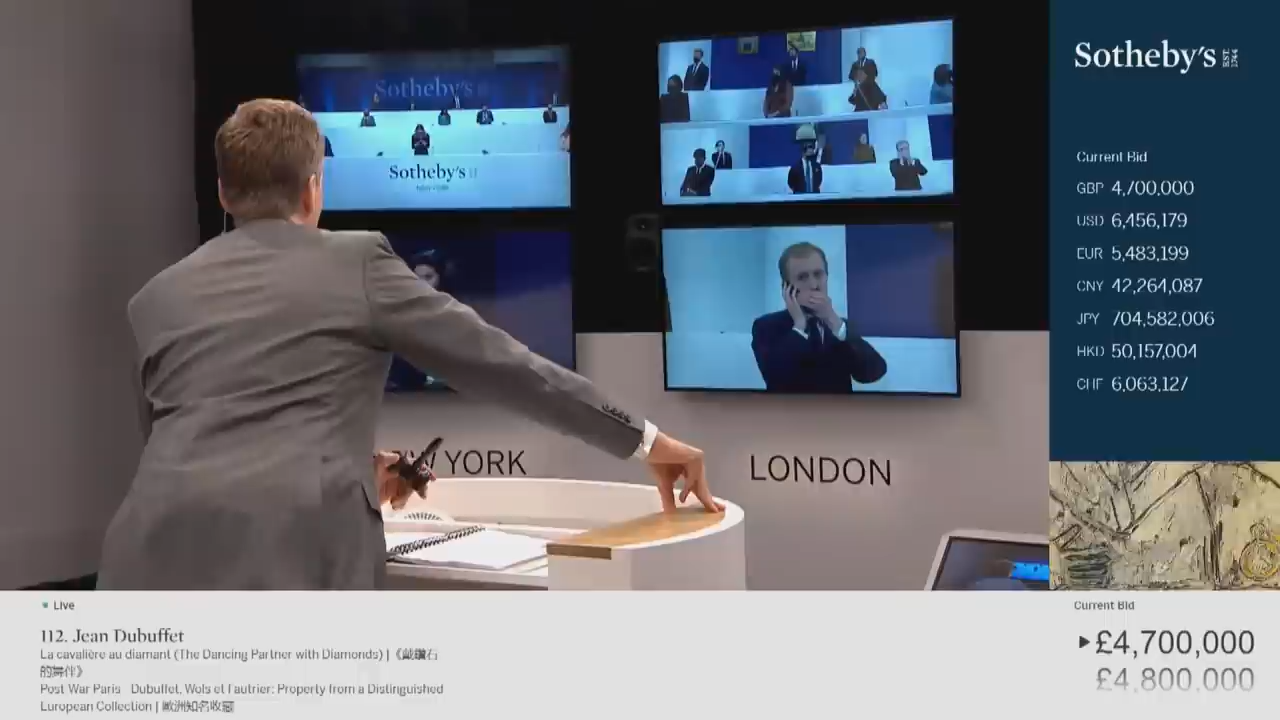 Sotheby's EST. 1744
Sotheby's
Sotheby's
NEW YORK
LONDON
Current Bid
GBP 4,700,000
USD 6,456,179
EUR 5,483,199
CNY 42,264,087
JPY 704,582,006
HKD 50,157,004
CHF 6,063,127
Live
112. Jean Dubuffet
La cavalière au diamant (The Dancing Partner with Diamonds) |《戴鑽石
的舞伴》
Post War Paris - Dubuffet, Wols et Fautrier: Property from a Distinguished
European Collection | 歐洲知名收藏
Current Bid
£4,700,000
£4,800,000